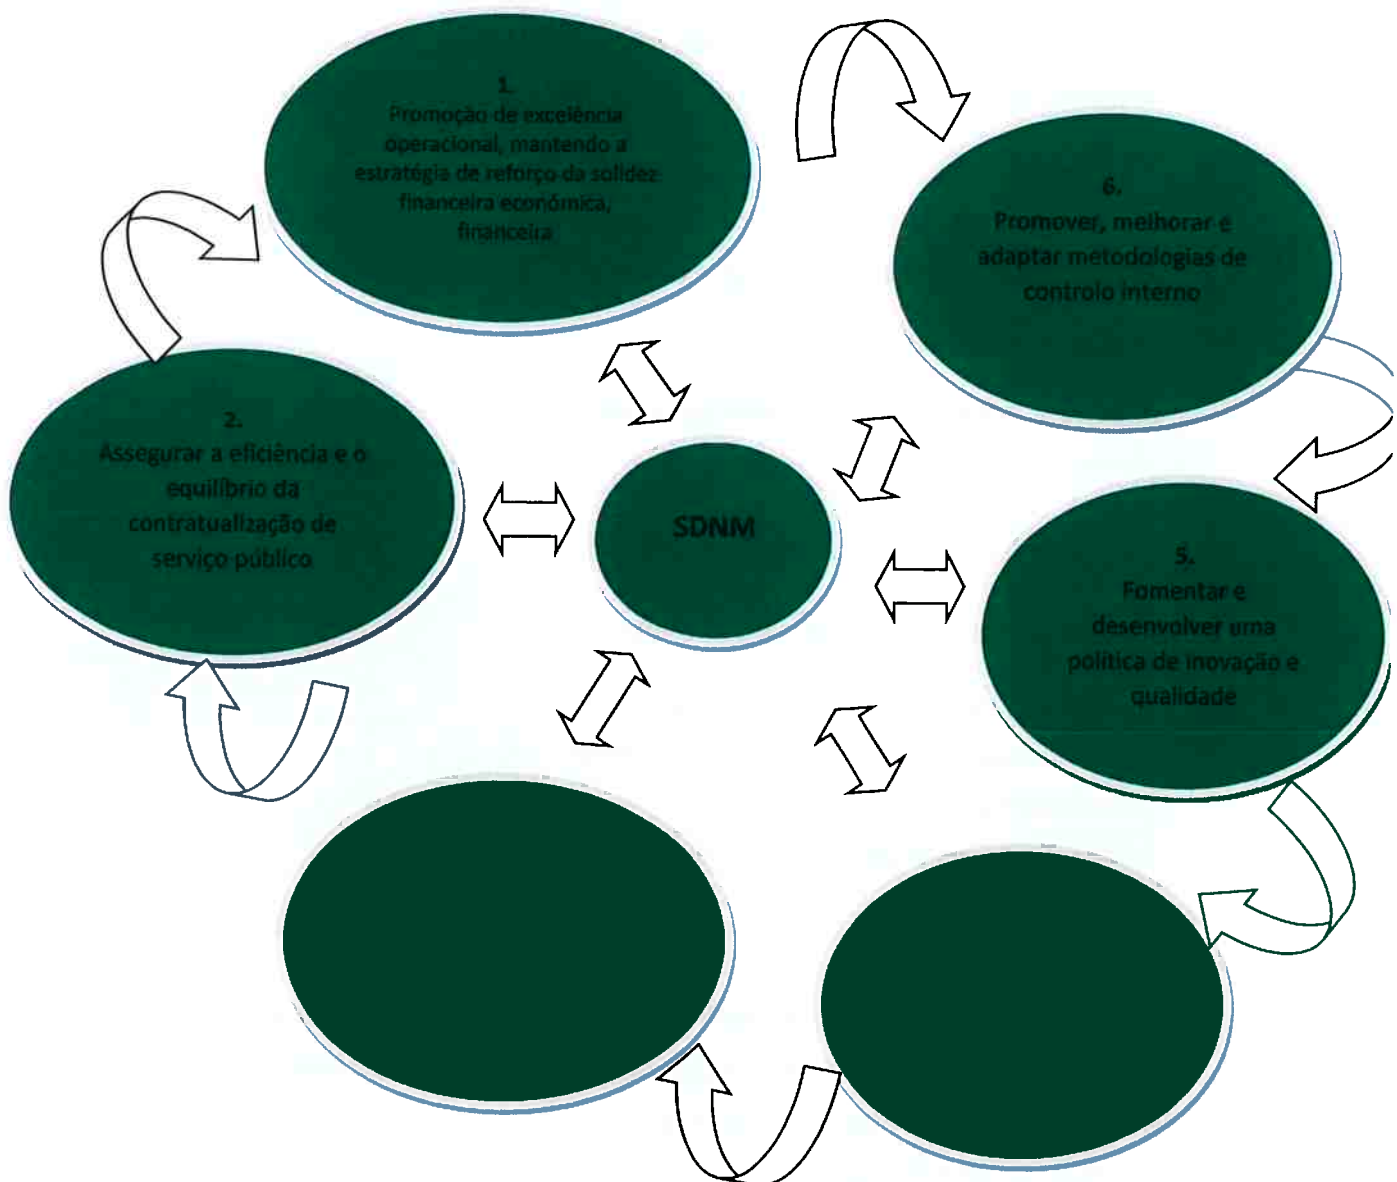 1.
Promoção de excelência
operacional, mantendo a
estratégia de reforço da solidez
financeira económica,
financeira
6.
Promover, melhorar e
adaptar metodologias de
controlo interno
2.
Assegurar a eficiência e o
equilíbrio da
contratualização de
serviço público
SDNM
5.
Fomentar e
desenvolver uma
política de inovação e
qualidade